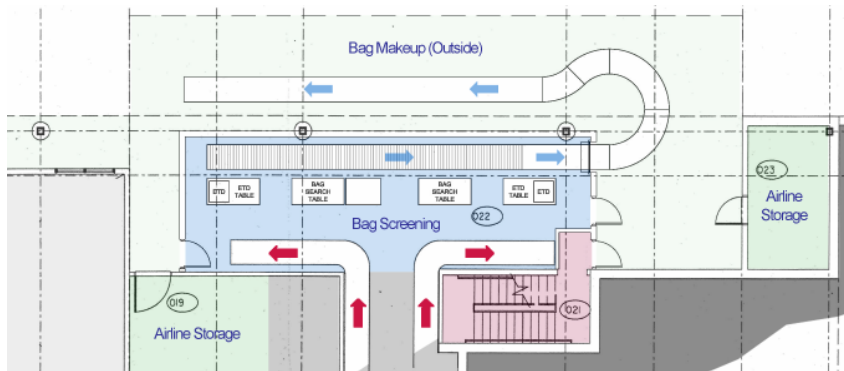 Bag Makeup (Outside)
ETD
ETD
TABLE
BAG
SEARCH
TABLE
BAG
SEARCH
TABLE
ETD
TABLE
ETD
022
Bag Screening
023
Airline
Storage
019
Airline Storage
021